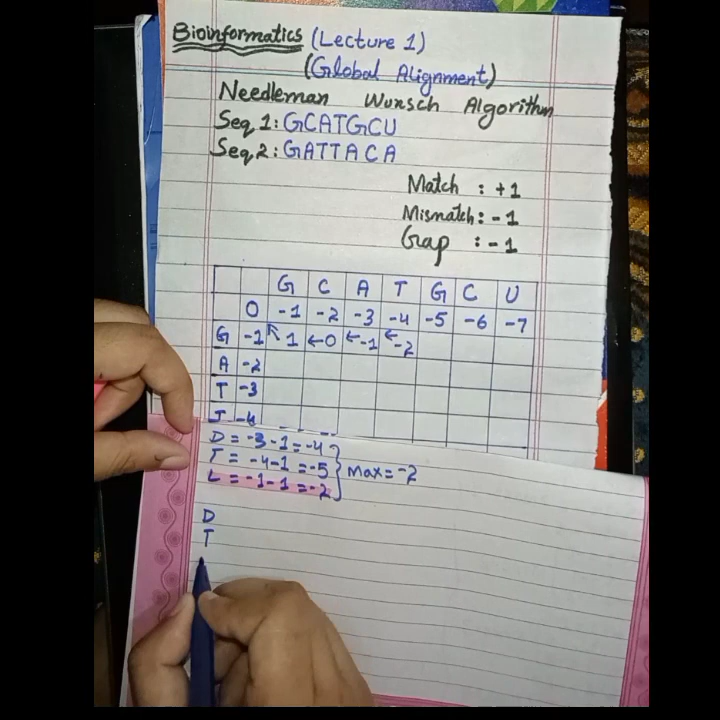 Bioinformatics (Lecture 1)
(Global Alignment)
Needleman Wunsch Algorithm
Seq 1: GCATGCU
Seq 2: GATTACA
Match : +1
Mismatch: -1
Gap : -1
G C A T G C U
0 -1 -2 -3 -4 -5 -6 -7
G -1 ↖ 1 ←0 ←-1 ←-2
A -2
T -3
T -4
D = -3-1 = -4
T = -4-1 = -5 } Max = -2
L = -1-1 = -2
D
T